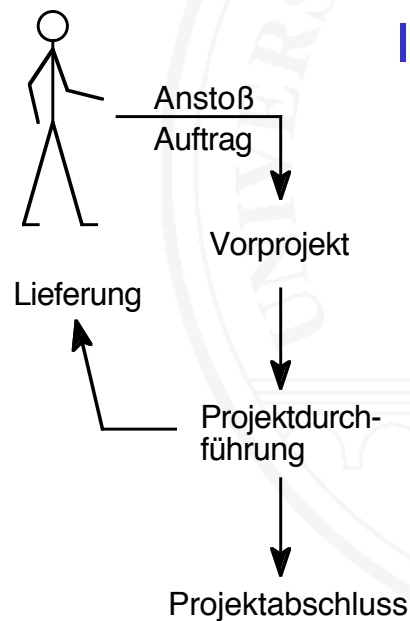 Anstoß
Auftrag
Vorprojekt
Lieferung
Projektdurch-
führung
Projektabschluss